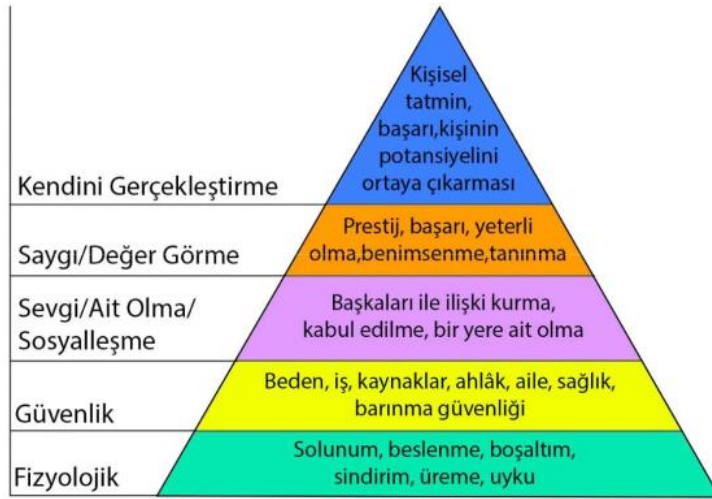 Kişisel
tatmin,
başarı,kişinin
potansiyelini
ortaya çıkarması
Kendini Gerçekleştirme
Prestij, başarı, yeterli
olma,benimsenme,tanınma
Saygı/Değer Görme
Sevgi/Ait Olma/
Sosyalleşme
Başkaları ile ilişki kurma,
kabul edilme, bir yere ait olma
Beden, iş, kaynaklar, ahlâk, aile, sağlık,
barınma güvenliği
Güvenlik
Solunum, beslenme, boşaltım,
sindirim, üreme, uyku
Fizyolojik